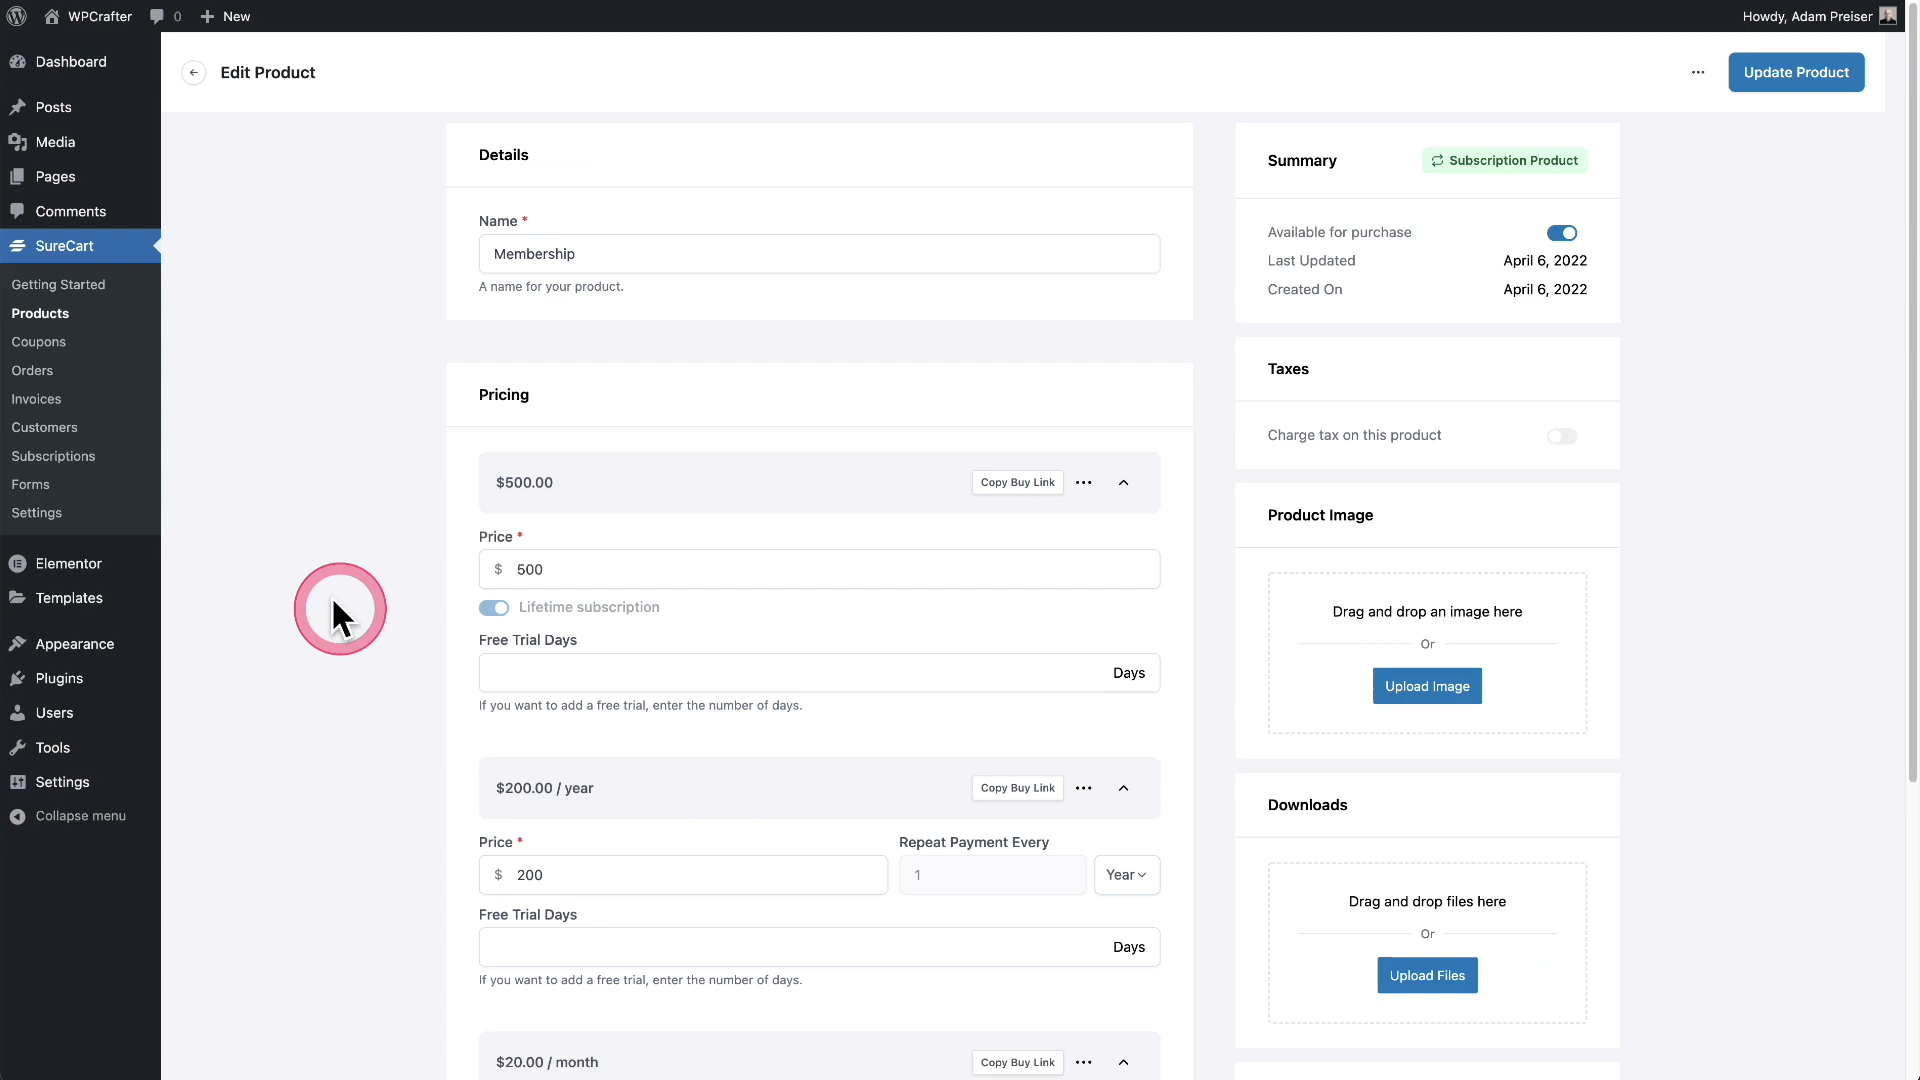 WPCrafter
0
New
Howdy, Adam Preiser
Dashboard
Posts
Media
Pages
Comments
SureCart
Getting Started
Products
Coupons
Orders
Invoices
Customers
Subscriptions
Forms
Settings
Elementor
Templates
Appearance
Plugins
Users
Tools
Settings
Collapse menu
Edit Product
Update Product
Details
Name *
Membership
A name for your product.
Pricing
$500.00
Copy Buy Link
Price *
$ 500
Lifetime subscription
Free Trial Days
Days
If you want to add a free trial, enter the number of days.
$200.00 / year
Copy Buy Link
Price *
Repeat Payment Every
$ 200
1
Year
Free Trial Days
Days
If you want to add a free trial, enter the number of days.
$20.00 / month
Copy Buy Link
Summary
Subscription Product
Available for purchase
Last Updated
April 6, 2022
Created On
April 6, 2022
Taxes
Charge tax on this product
Product Image
Drag and drop an image here
Or
Upload Image
Downloads
Drag and drop files here
Or
Upload Files